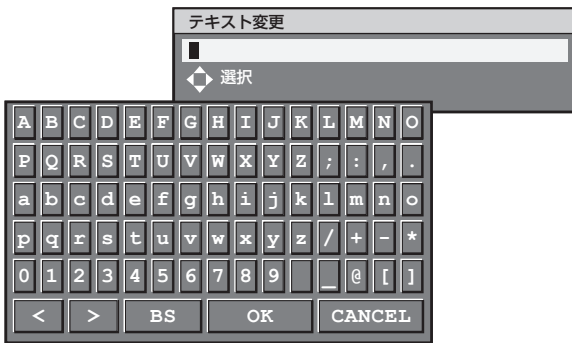 テキスト変更
選択
A B C D E F G H I J K L M N O
P Q R S T U V W X Y Z ; : , .
a b c d e f g h i j k l m n o
p q r s t u v w x y z / + - *
0 1 2 3 4 5 6 7 8 9 _ @ [ ]
< > BS OK CANCEL